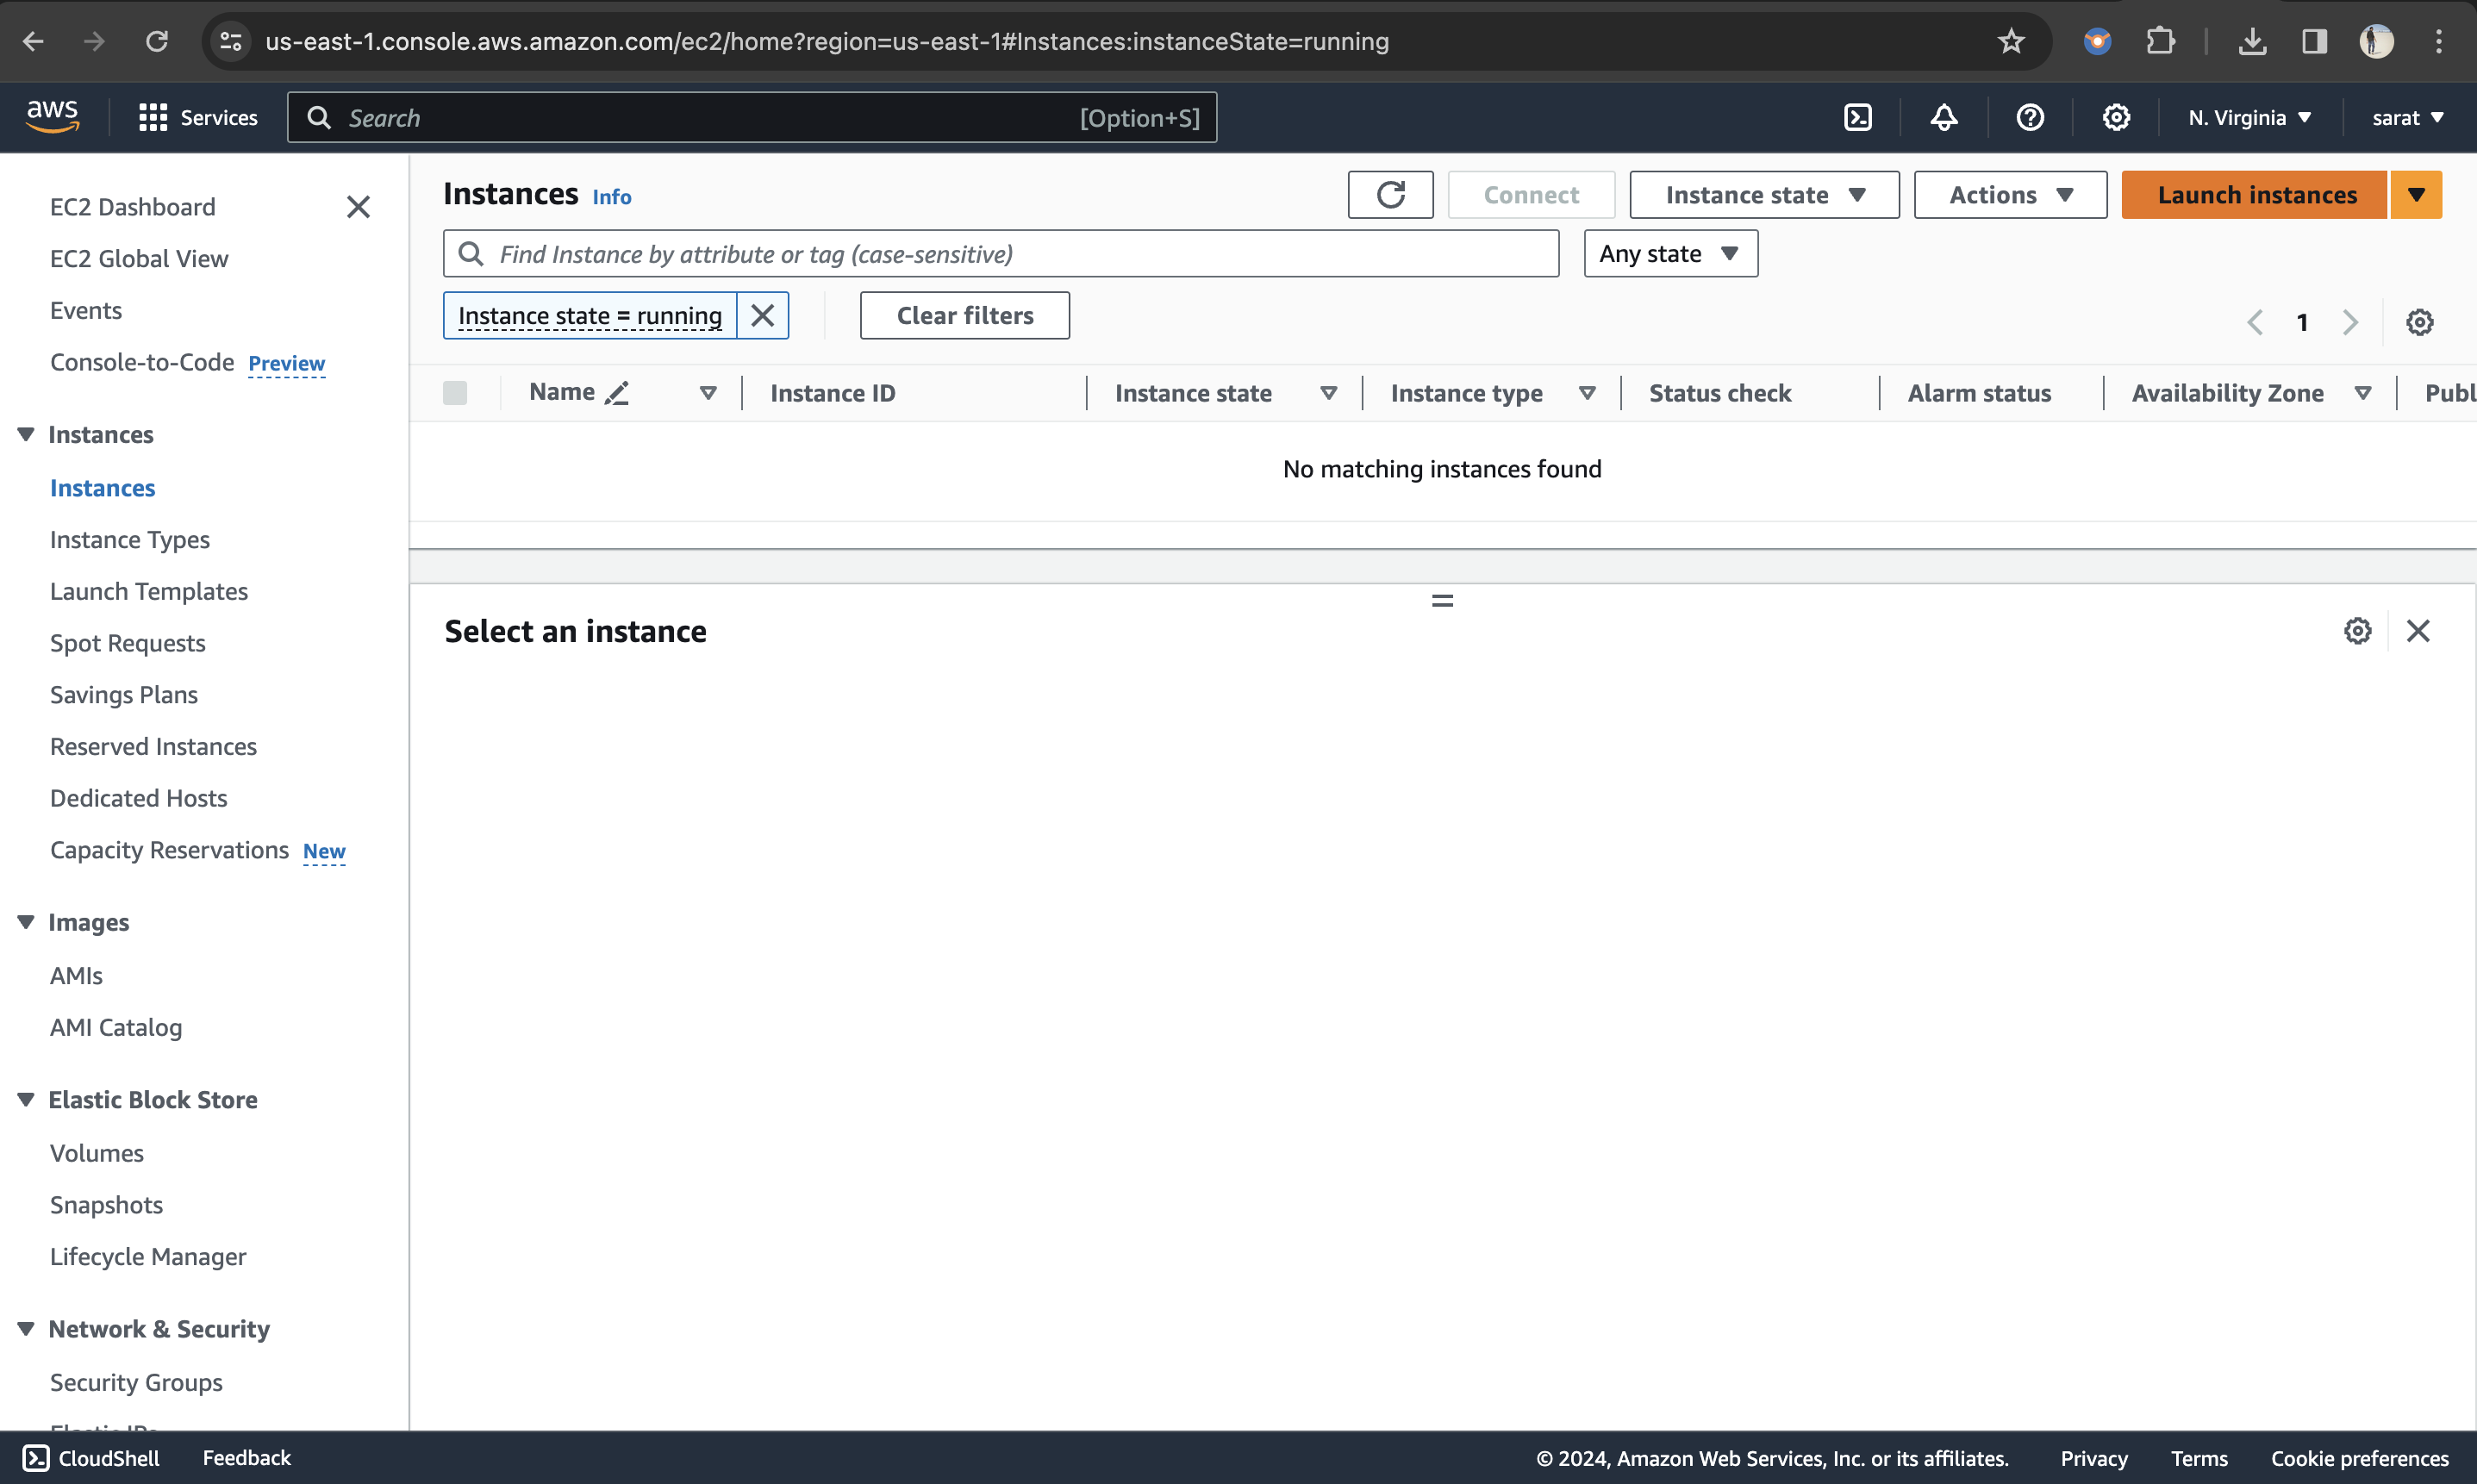 us-east-1.console.aws.amazon.com/ec2/home?region=us-east-1#Instances:instanceState=running
aws Services Search [Option+S] N. Virginia sarat
EC2 Dashboard
EC2 Global View
Events
Console-to-Code Preview
Instances
Instances
Instance Types
Launch Templates
Spot Requests
Savings Plans
Reserved Instances
Dedicated Hosts
Capacity Reservations New
Images
AMIs
AMI Catalog
Elastic Block Store
Volumes
Snapshots
Lifecycle Manager
Network & Security
Security Groups
Instances Info Connect Instance state Actions Launch instances
Find Instance by attribute or tag (case-sensitive) Any state
Instance state = running Clear filters 1
Name Instance ID Instance state Instance type Status check Alarm status Availability Zone Publ
No matching instances found
Select an instance
CloudShell Feedback © 2024, Amazon Web Services, Inc. or its affiliates. Privacy Terms Cookie preferences